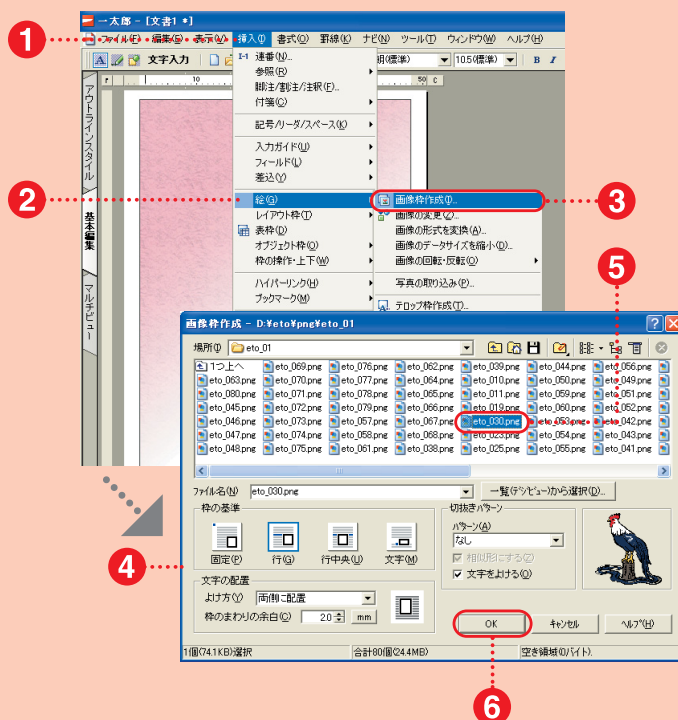 一太郎 - [文書1 *]
ファイル(F) 編集(E) 表示(V) 挿入(I) 書式(O) 罫線(K) ナビ(N) ツール(T) ウィンドウ(W) ヘルプ(H)
1
文字入力
明(標準) 10.5(標準) B I
10 50
アウトラインスタイル
基本編集
マルチビュー
連番(N)...
参照(R)
脚注/割注/注釈(F)...
付箋(C)
記号/リーダ/スペース(K)
入力ガイド(U)
フィールド(L)
差込(Y)
2
絵(G)
レイアウト枠(T)
表枠(D)
オブジェクト枠(O)
枠の操作・上下(W)
ハイパーリンク(H)
ブックマーク(M)
画像枠作成(I)...
3
画像の変更(Z)...
画像の形式を変換(A)...
画像のデータサイズを縮小(D)...
画像の回転・反転(O)
写真の取り込み(P)...
テロップ枠作成(T)...
5
画像枠作成 - D:¥eto¥png¥eto_01
場所(I) eto_01
1つ上へ eto_069.png eto_076.png eto_062.png eto_039.png eto_044.png eto_056.png
eto_063.png eto_070.png eto_077.png eto_064.png eto_010.png eto_050.png eto_049.png
eto_080.png eto_071.png eto_078.png eto_065.png eto_011.png eto_059.png eto_051.png
eto_045.png eto_072.png eto_079.png eto_066.png eto_019.png eto_060.png eto_052.png
eto_046.png eto_073.png eto_057.png eto_067.png eto_030.png eto_053.png eto_042.png
eto_047.png eto_074.png eto_058.png eto_068.png eto_023.png eto_054.png eto_043.png
eto_048.png eto_075.png eto_061.png eto_038.png eto_025.png eto_055.png eto_041.png
ファイル名(N) eto_030.png 一覧(デジビュー)から選択(D)...
枠の基準
固定(P) 行(G) 行中央(U) 文字(M)
切抜きパターン
パターン(A)
なし
相似形にする(Z)
文字をよける(O)
4
文字の配置
よけ方(Y) 両側に配置
枠のまわりの余白(C) 2.0 mm
OK キャンセル ヘルプ(H)
1個(74.1KB)選択 合計80個(24.4MB) 空き領域(0バイト).
6